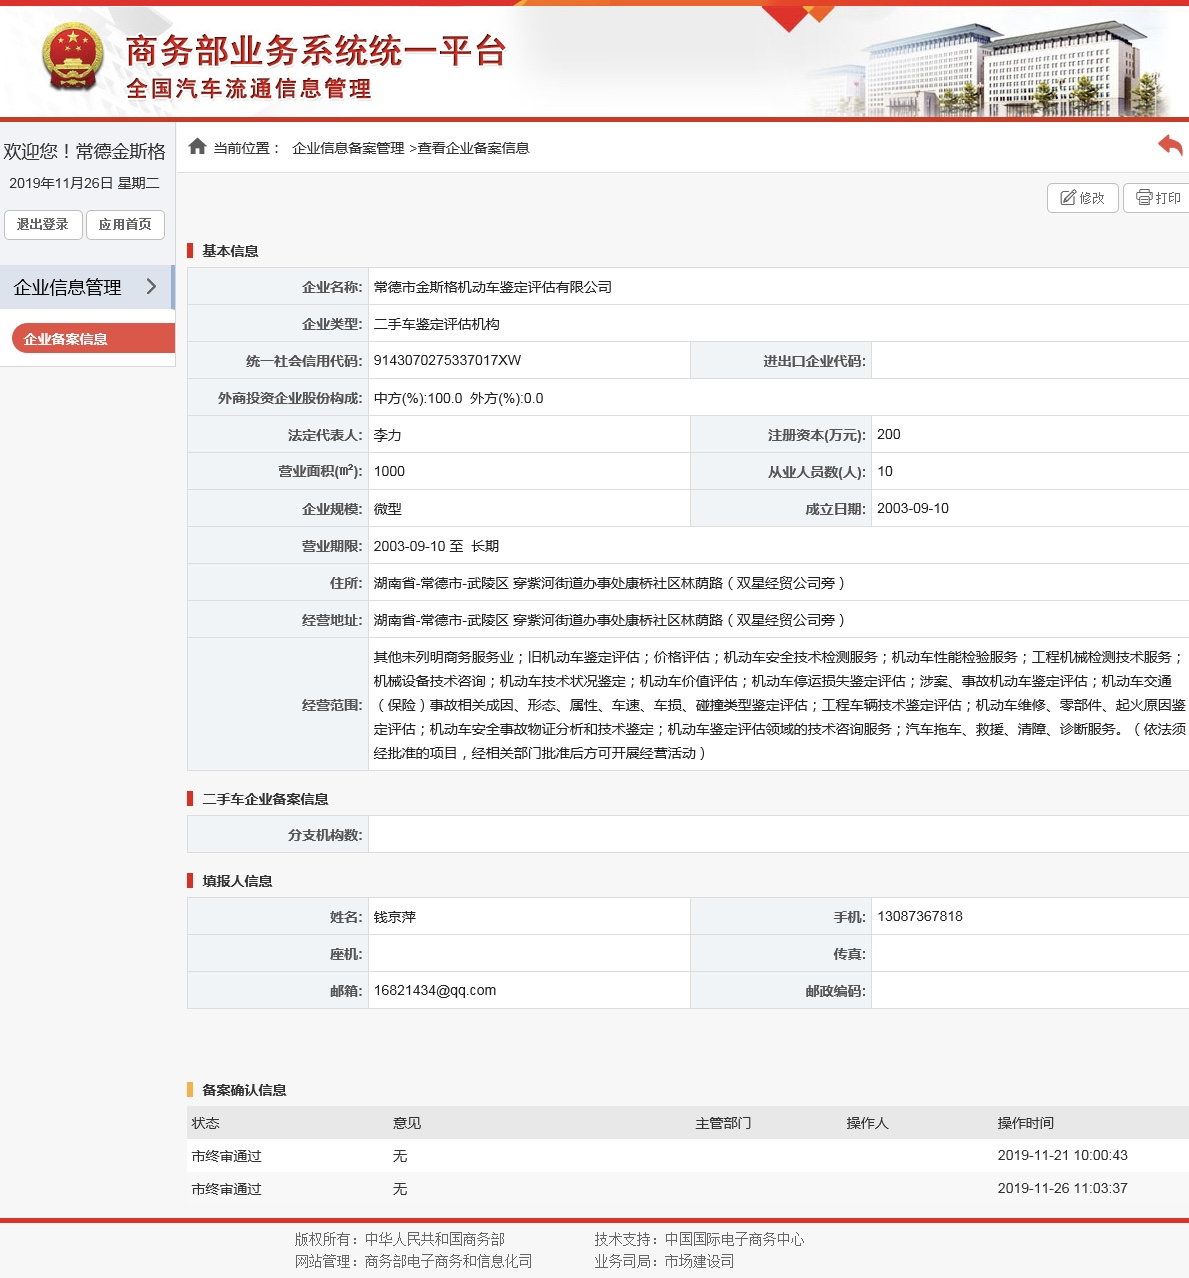 商务部业务系统统一平台
全国汽车流通信息管理
欢迎您！常德金斯格
2019年11月26日 星期二
退出登录 应用首页
企业信息管理
企业备案信息
当前位置： 企业信息备案管理 >查看企业备案信息
修改 打印
基本信息
企业名称: 常德市金斯格机动车鉴定评估有限公司
企业类型: 二手车鉴定评估机构
统一社会信用代码: 9143070275337017XW 进出口企业代码:
外商投资企业股份构成: 中方(%):100.0 外方(%):0.0
法定代表人: 李力 注册资本(万元): 200
营业面积(㎡): 1000 从业人员数(人): 10
企业规模: 微型 成立日期: 2003-09-10
营业期限: 2003-09-10 至 长期
住所: 湖南省-常德市-武陵区 穿紫河街道办事处康桥社区林荫路（双星经贸公司旁）
经营地址: 湖南省-常德市-武陵区 穿紫河街道办事处康桥社区林荫路（双星经贸公司旁）
经营范围: 其他未列明商务服务业；旧机动车鉴定评估；价格评估；机动车安全技术检测服务；机动车性能检验服务；工程机械检测技术服务；
机械设备技术咨询；机动车技术状况鉴定；机动车价值评估；机动车停运损失鉴定评估；涉案、事故机动车鉴定评估；机动车交通
（保险）事故相关成因、形态、属性、车速、车损、碰撞类型鉴定评估；工程车辆技术鉴定评估；机动车维修、零部件、起火原因鉴
定评估；机动车安全事故物证分析和技术鉴定；机动车鉴定评估领域的技术咨询服务；汽车拖车、救援、清障、诊断服务。（依法须
经批准的项目，经相关部门批准后方可开展经营活动）
二手车企业备案信息
分支机构数:
填报人信息
姓名: 钱京萍 手机: 13087367818
座机: 传真:
邮箱: 16821434@qq.com 邮政编码:
备案确认信息
状态 意见 主管部门 操作人 操作时间
市终审通过 无 2019-11-21 10:00:43
市终审通过 无 2019-11-26 11:03:37
版权所有：中华人民共和国商务部 技术支持：中国国际电子商务中心
网站管理：商务部电子商务和信息化司 业务司局：市场建设司